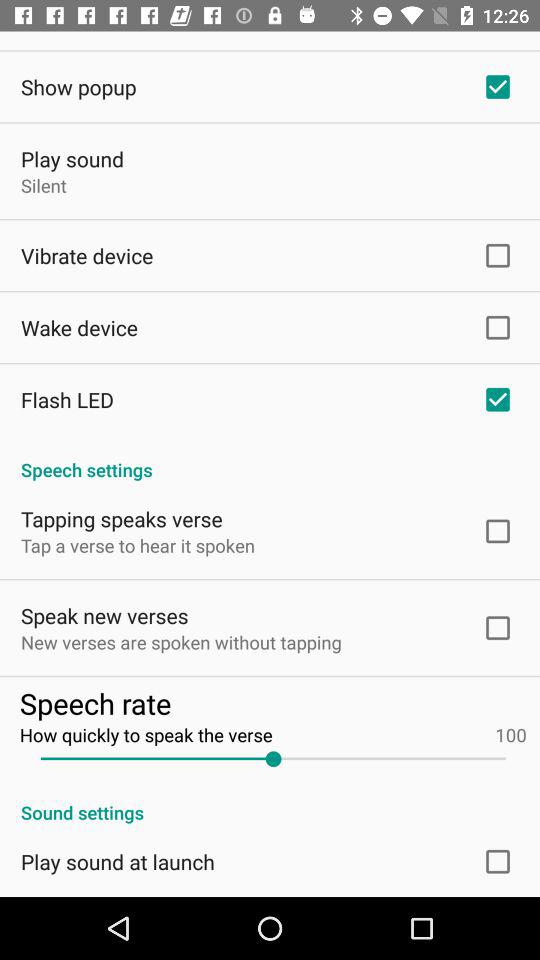 12:26
Show popup
Play sound
Silent
Vibrate device
Wake device
Flash LED
Speech settings
Tapping speaks verse
Tap a verse to hear it spoken
Speak new verses
New verses are spoken without tapping
Speech rate
How quickly to speak the verse 100
Sound settings
Play sound at launch